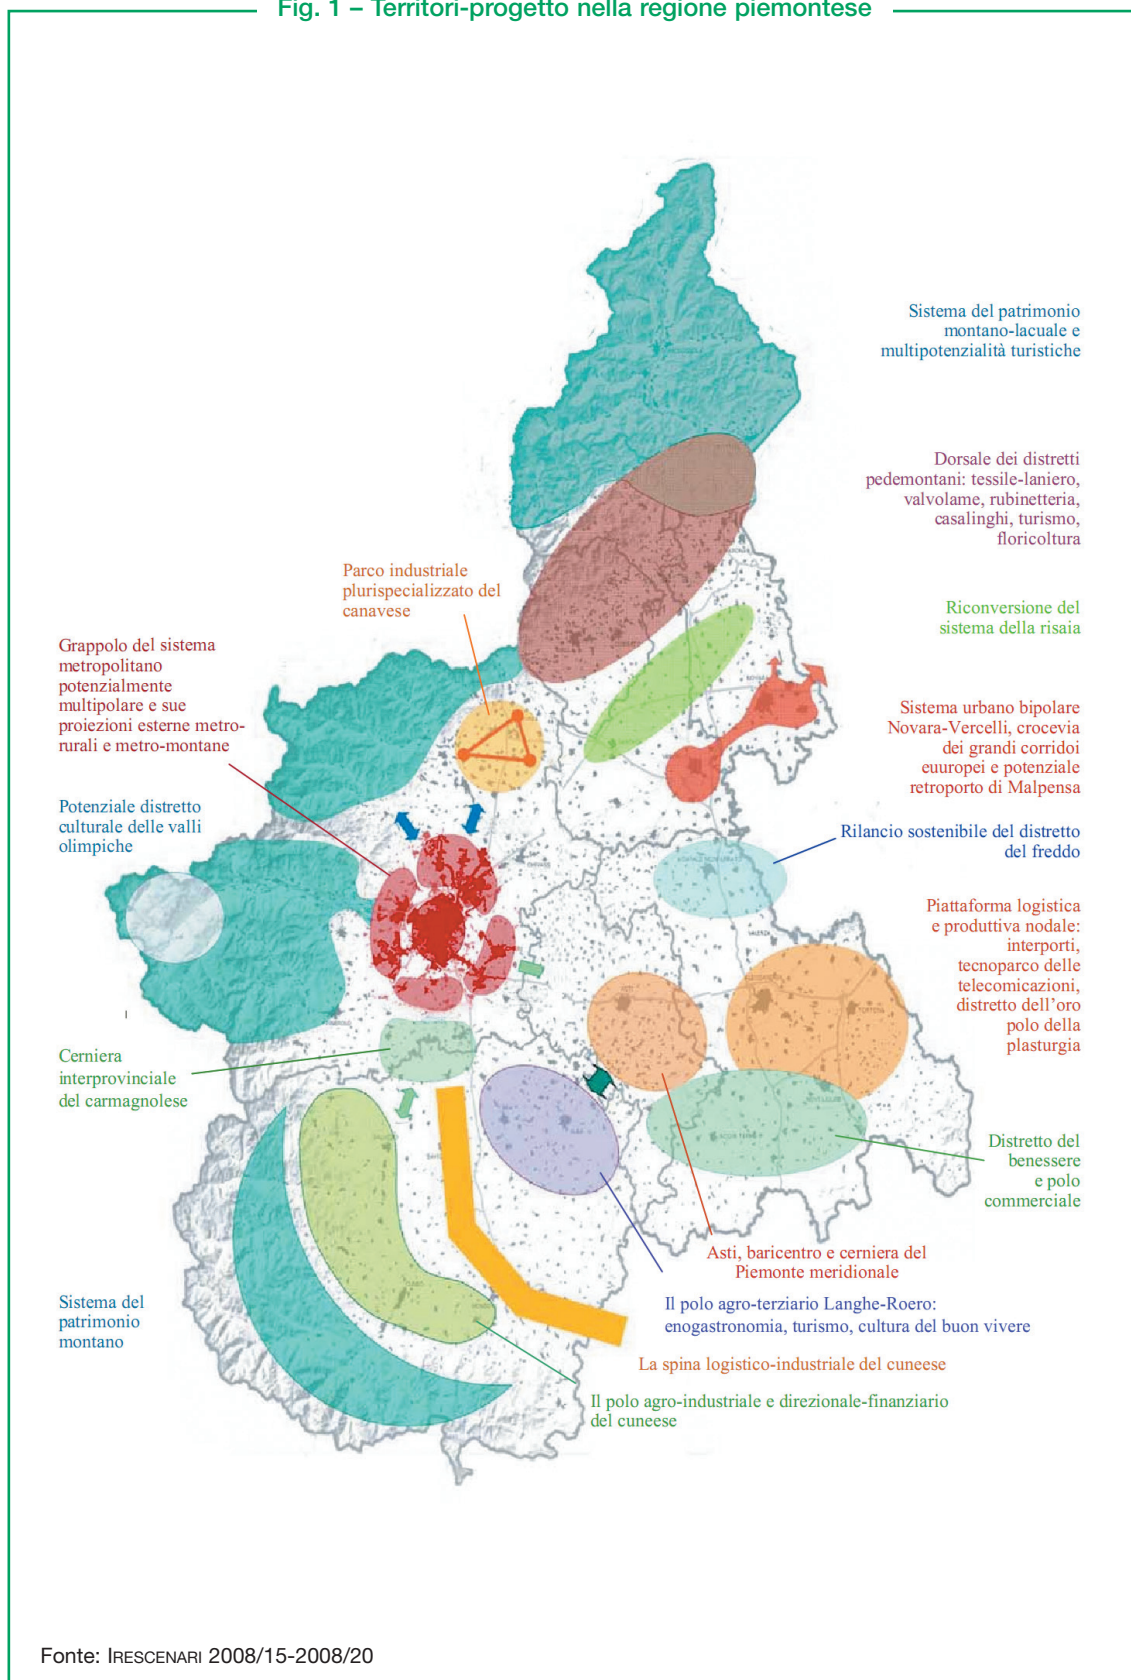 Fig. 1 – Territori-progetto nella regione piemontese
Sistema del patrimonio
montano-lacuale e
multipotenzialità turistiche
Dorsale dei distretti
pedemontani: tessile-laniero,
valvolame, rubinetteria,
casalinghi, turismo,
floricoltura
Parco industriale
plurispecializzato del
canavese
Riconversione del
sistema della risaia
Grappolo del sistema
metropolitano
potenzialmente
multipolare e sue
proiezioni esterne metro-
rurali e metro-montane
Sistema urbano bipolare
Novara-Vercelli, crocevia
dei grandi corridoi
euuropei e potenziale
retroporto di Malpensa
Potenziale distretto
culturale delle valli
olimpiche
Rilancio sostenibile del distretto
del freddo
Piattaforma logistica
e produttiva nodale:
interporti,
tecnoparco delle
telecomicazioni,
distretto dell'oro
polo della
plasturgia
Cerniera
interprovinciale
del carmagnolese
Distretto del
benessere
e polo
commerciale
Asti, baricentro e cerniera del
Piemonte meridionale
Sistema del
patrimonio
montano
Il polo agro-terziario Langhe-Roero:
enogastronomia, turismo, cultura del buon vivere
La spina logistico-industriale del cuneese
Il polo agro-industriale e direzionale-finanziario
del cuneese
Fonte: IRESCENARI 2008/15-2008/20